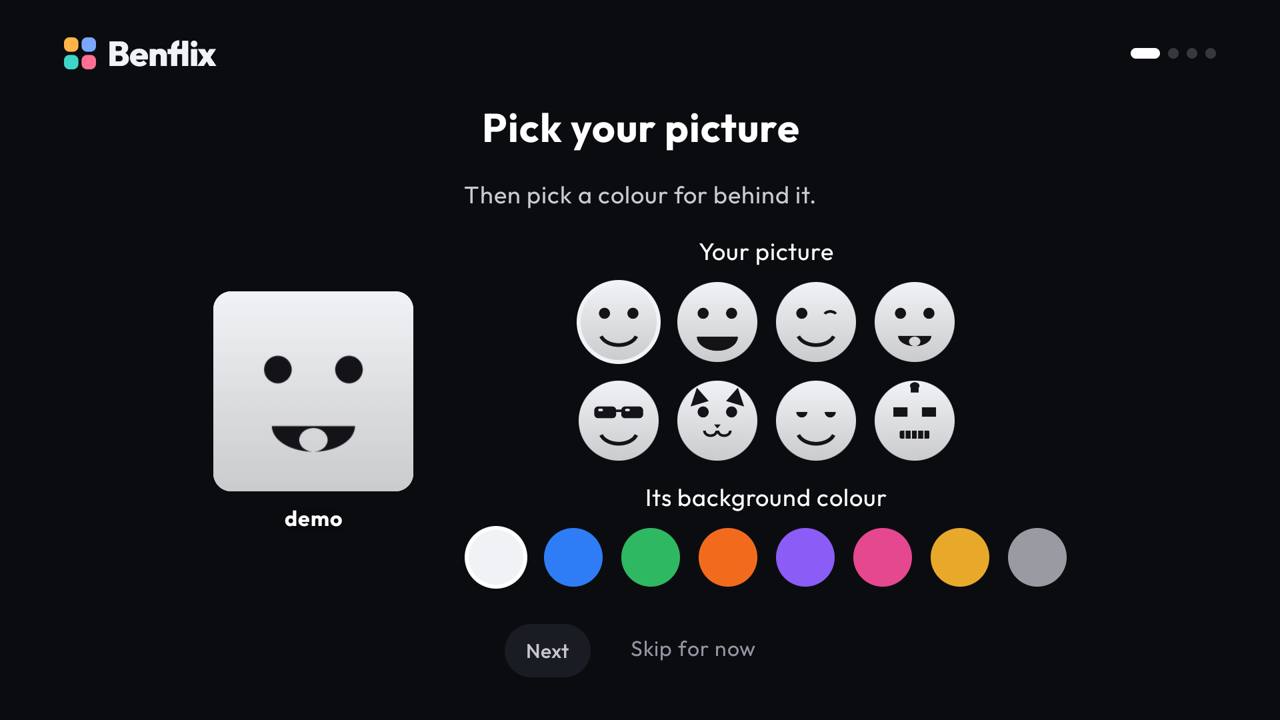 Benflix
Pick your picture
Then pick a colour for behind it.
Your picture
demo
Its background colour
Next
Skip for now